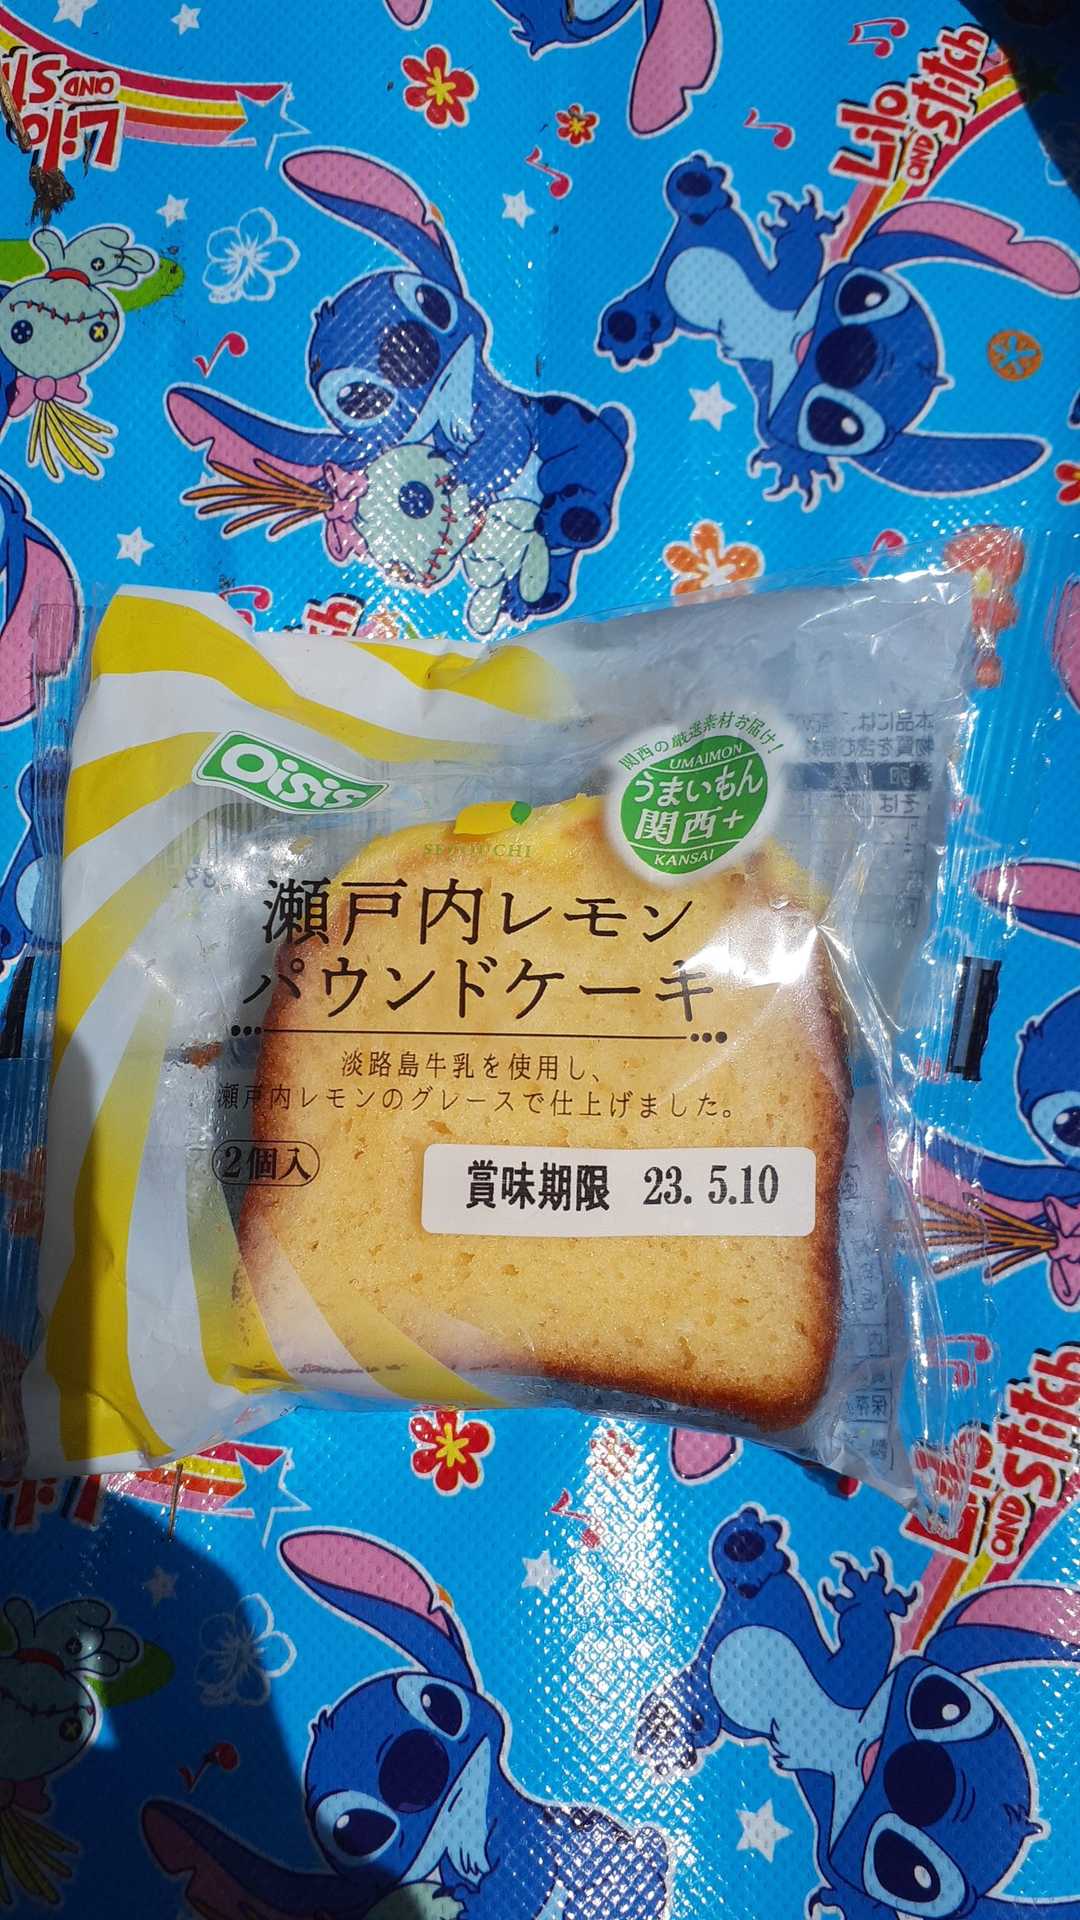 Lilo
AND Stitch
Lilo
AND Stitch
Oisis
関西の厳選素材お届け！
UMAIMON
うまいもん
関西+
KANSAI
瀬戸内レモン
パウンドケーキ
淡路島牛乳を使用し、
瀬戸内レモンのグレースで仕上げました。
2個入
賞味期限 23.5.10
AND Stitch